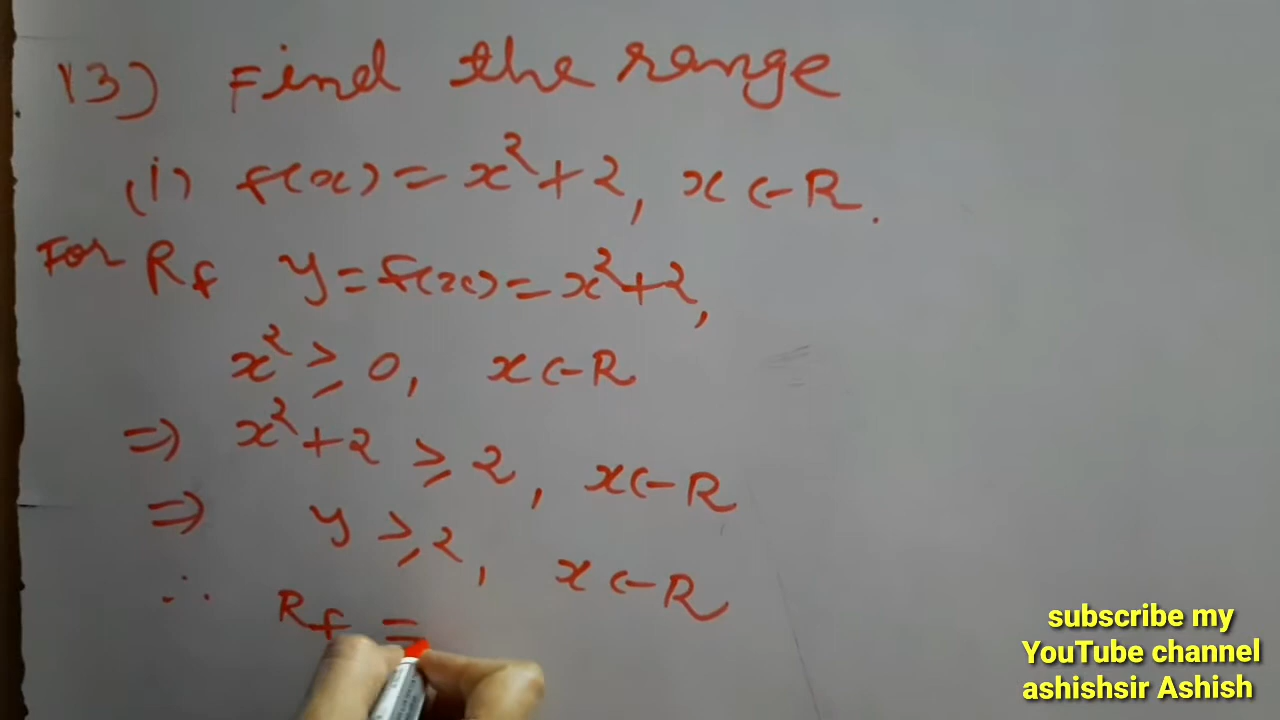 13) Find the range
(i) f(x) = x² + 2, x ∈ R.
For Rf y = f(x) = x² + 2,
x² ≥ 0, x ∈ R
⇒ x² + 2 ≥ 2, x ∈ R
⇒ y ≥ 2, x ∈ R
∴ Rf =
subscribe my
YouTube channel
ashishsir Ashish